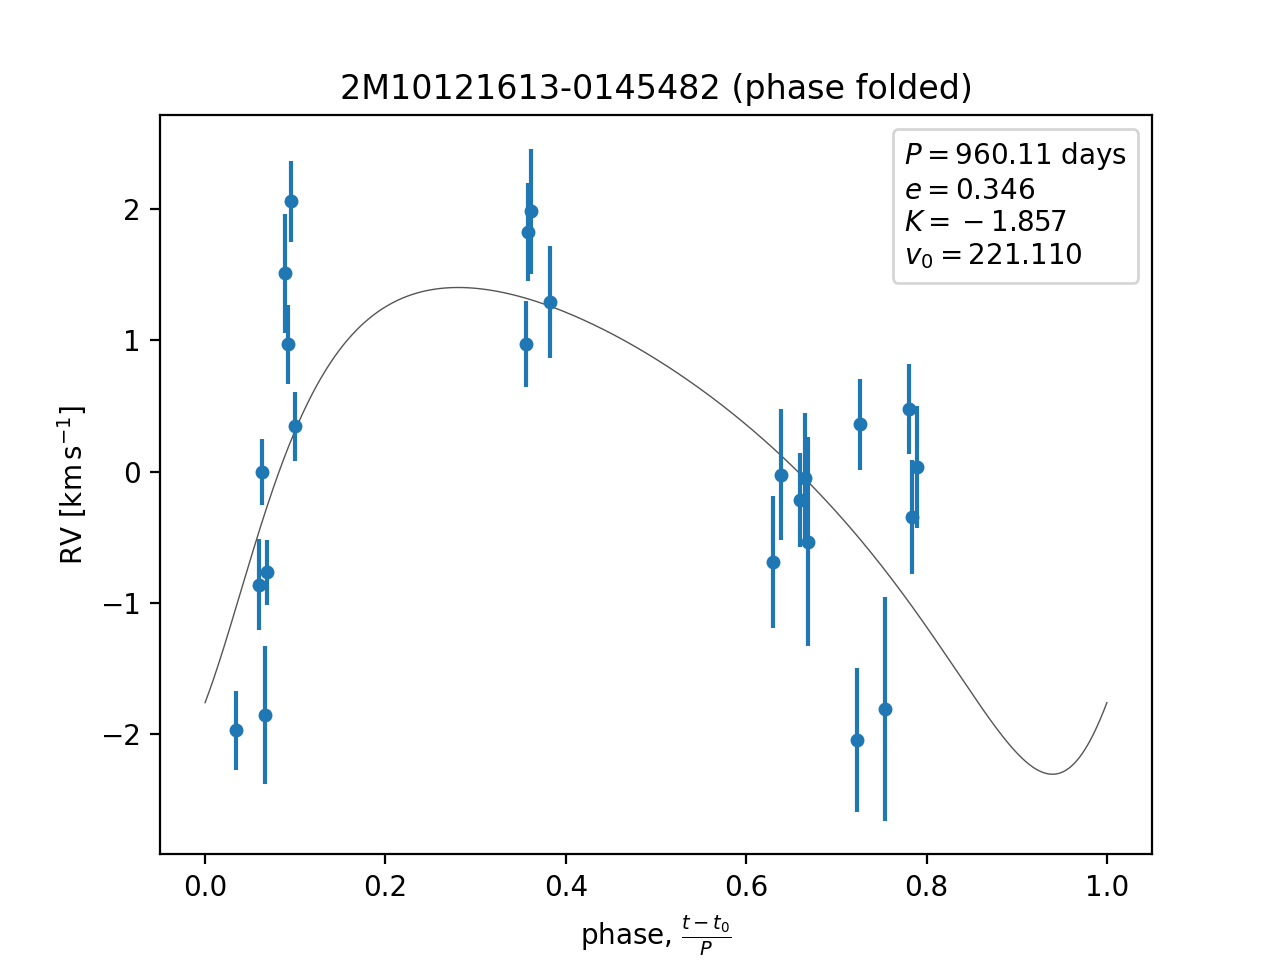 2M10121613-0145482 (phase folded)
P = 960.11 days
e = 0.346
K = −1.857
v₀ = 221.110
RV [km s⁻¹]
2
1
0
−1
−2
0.0 0.2 0.4 0.6 0.8 1.0
phase, (t − t₀)/P